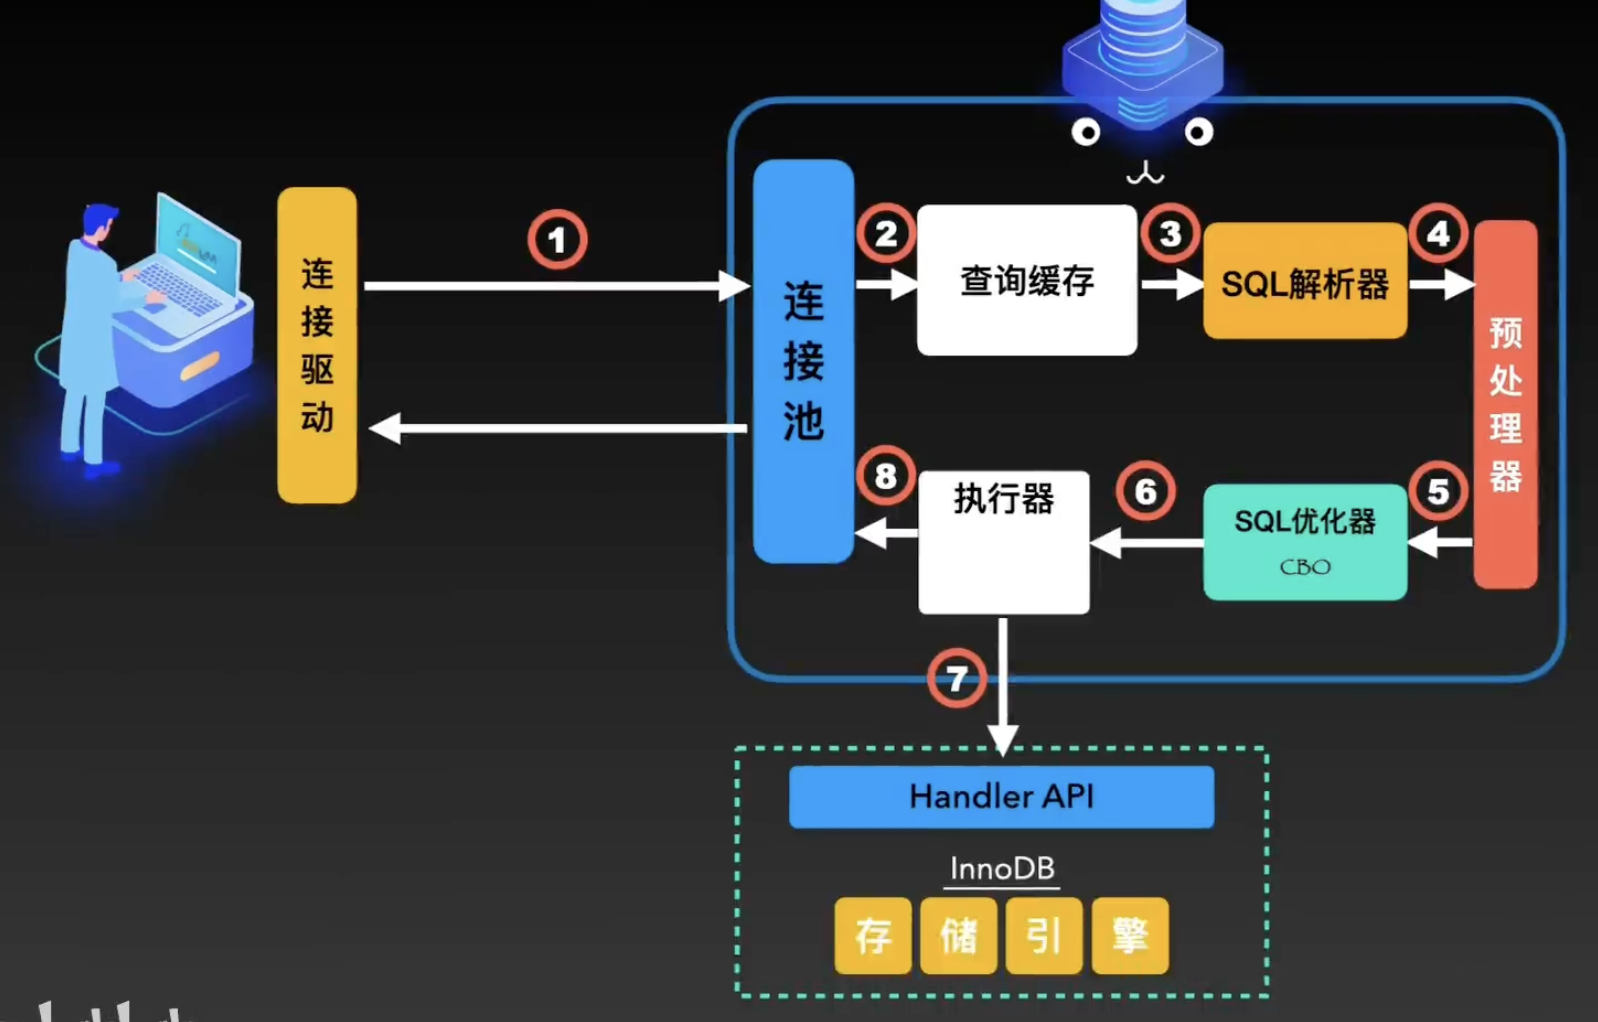 连接驱动
①
连接池
②
查询缓存
③
SQL解析器
④
预处理器
⑤
SQL优化器
CBO
⑥
执行器
⑧
⑦
Handler API
InnoDB
存储引擎